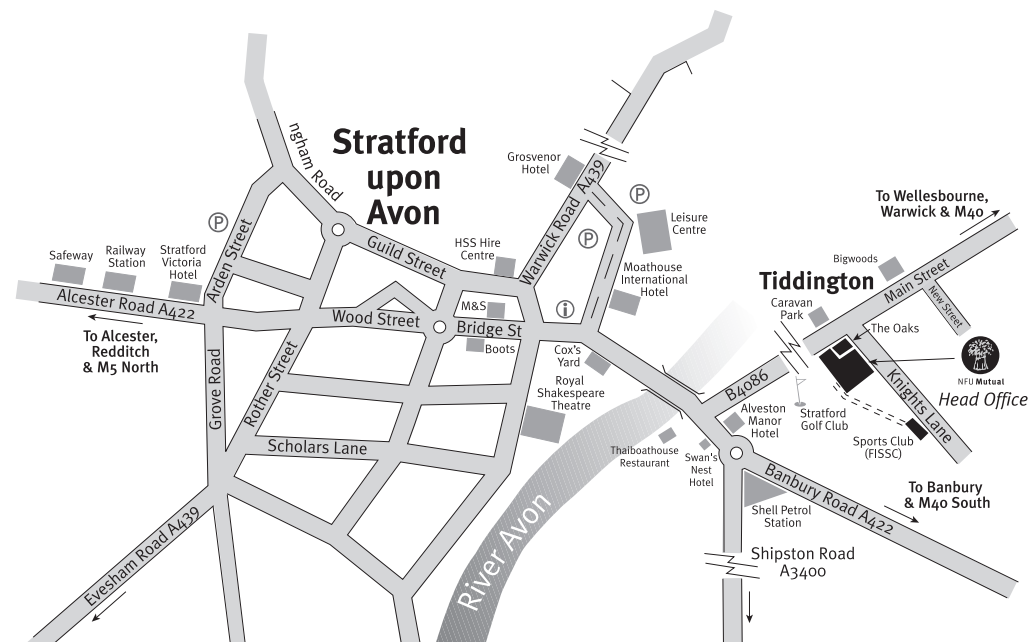 Stratford
upon
Avon
ngham Road
Grosvenor
Hotel
Warwick Road A439
P
Leisure
Centre
P
Moathouse
International
Hotel
HSS Hire
Centre
Guild Street
P
Arden Street
Safeway
Railway
Station
Stratford
Victoria
Hotel
Alcester Road A422
To Alcester,
Redditch
& M5 North
Wood Street
M&S
Bridge St
Boots
i
Cox's
Yard
Royal
Shakespeare
Theatre
Grove Road
Rother Street
Scholars Lane
Evesham Road A439
River Avon
Thaiboathouse
Restaurant
Swan's
Nest
Hotel
Alveston
Manor
Hotel
B4086
Shell Petrol
Station
Banbury Road A422
To Banbury
& M40 South
Shipston Road
A3400
To Wellesbourne,
Warwick & M40
Tiddington
Bigwoods
Main Street
New Street
Caravan
Park
The Oaks
NFU Mutual
Head Office
Knights Lane
Stratford
Golf Club
Sports Club
(FISSC)